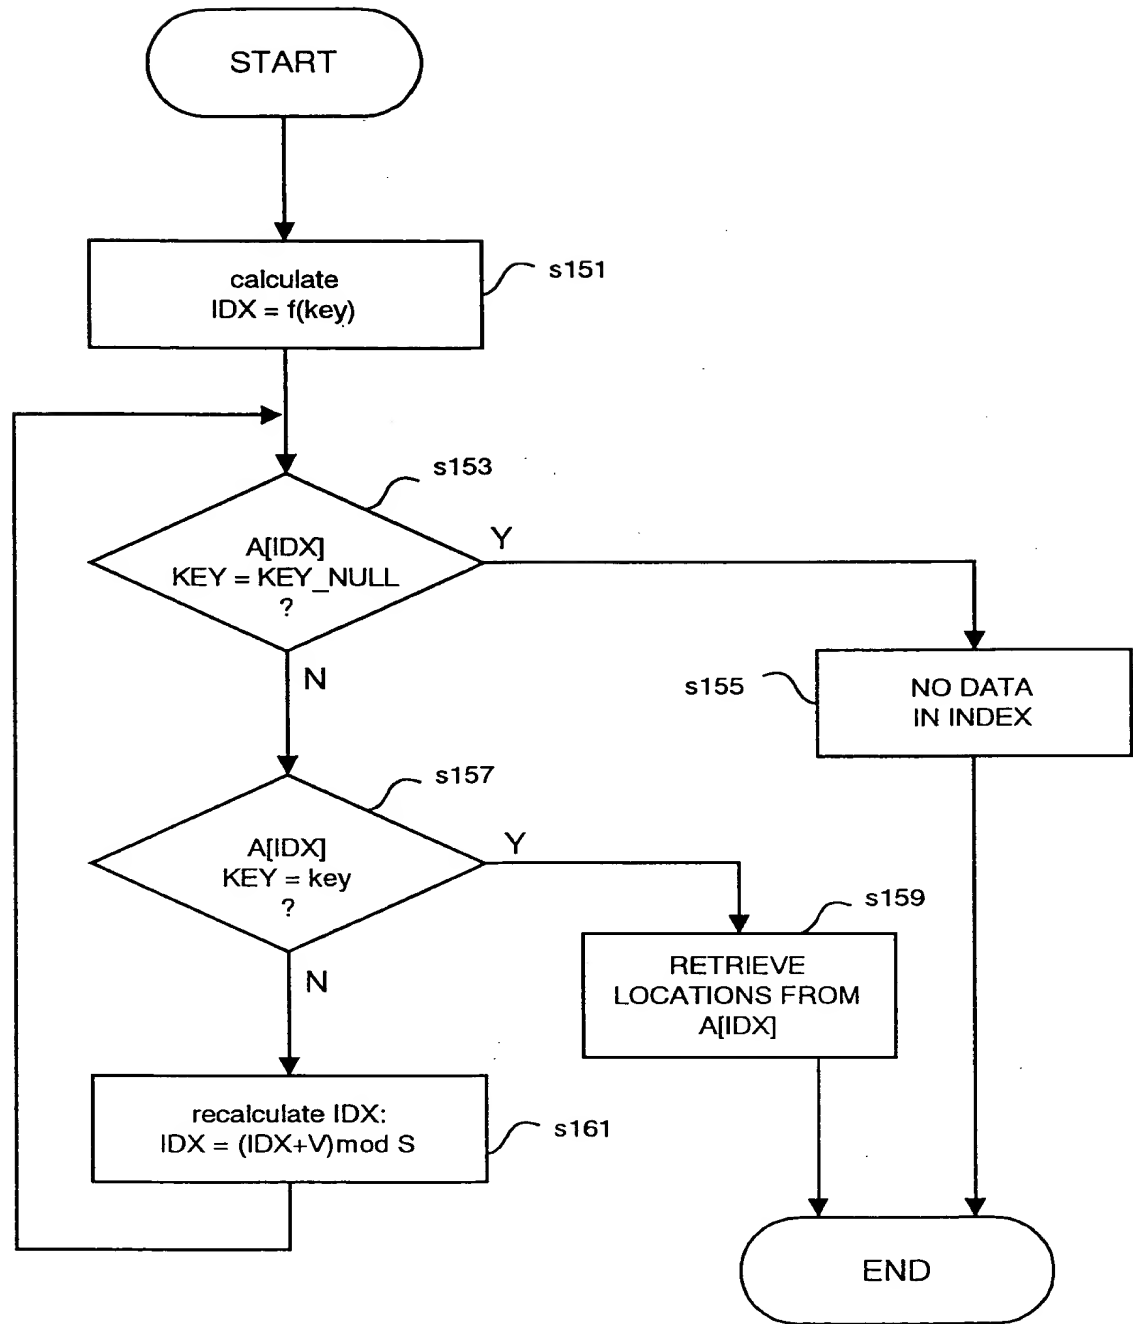 START
calculate
IDX = f(key)
s151
s153
A[IDX]
KEY = KEY_NULL
?
Y
N
s155
NO DATA
IN INDEX
s157
A[IDX]
KEY = key
?
Y
N
s159
RETRIEVE
LOCATIONS FROM
A[IDX]
recalculate IDX:
IDX = (IDX+V)mod S
s161
END